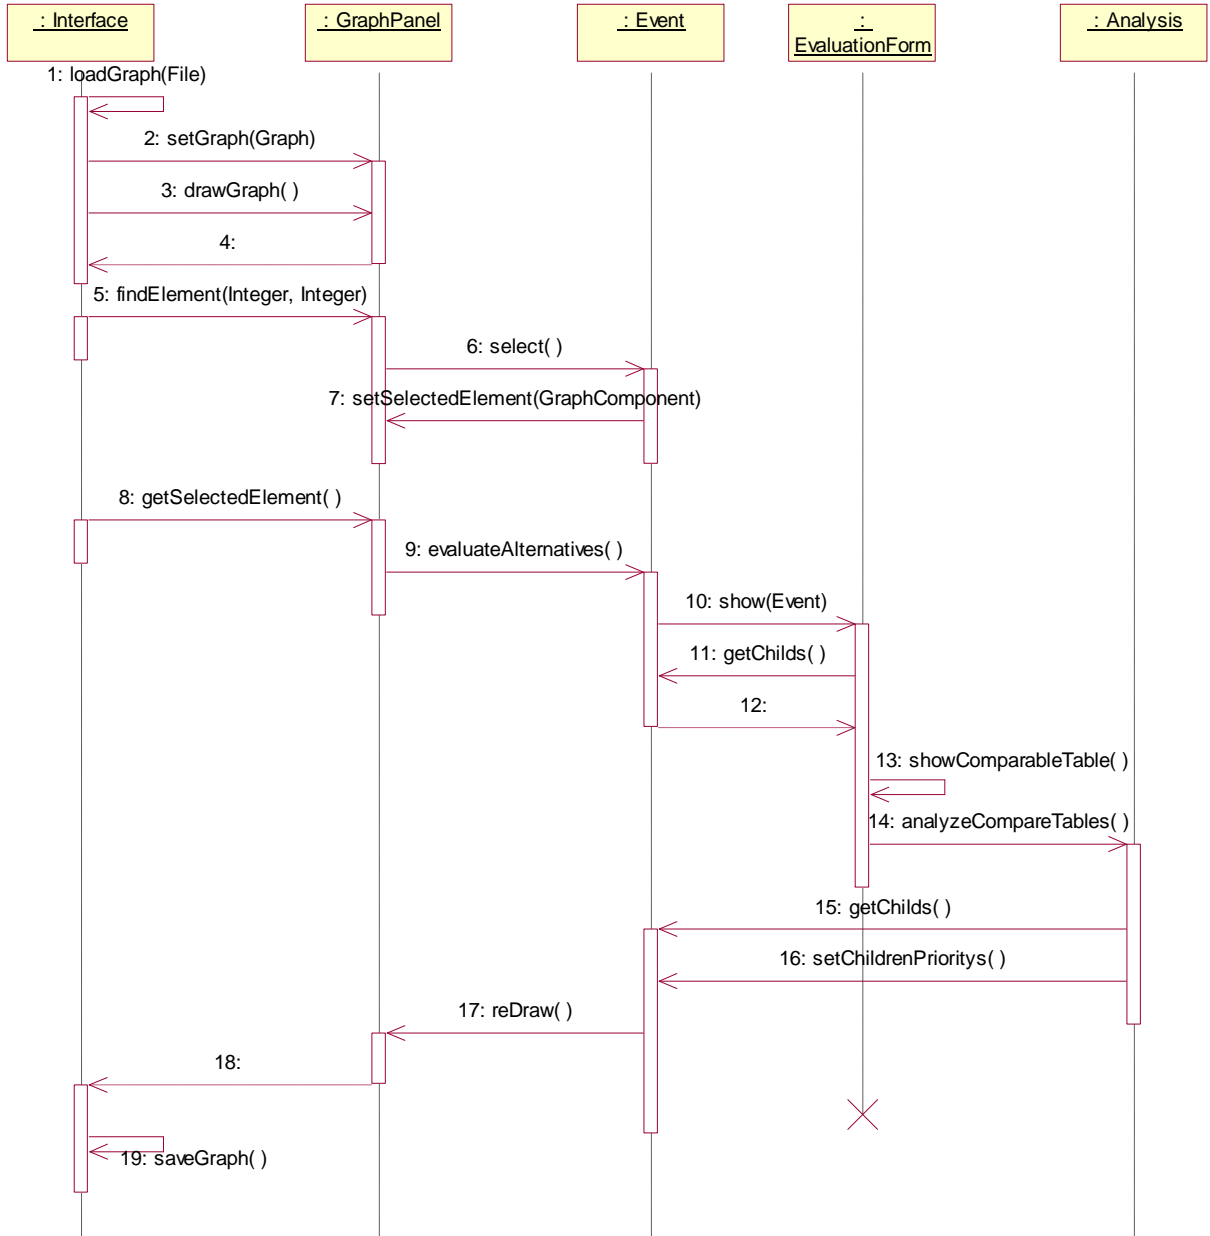 : Interface
: GraphPanel
: Event
:
EvaluationForm
: Analysis
1: loadGraph(File)
2: setGraph(Graph)
3: drawGraph( )
4:
5: findElement(Integer, Integer)
6: select( )
7: setSelectedElement(GraphComponent)
8: getSelectedElement( )
9: evaluateAlternatives( )
10: show(Event)
11: getChilds( )
12:
13: showComparableTable( )
14: analyzeCompareTables( )
15: getChilds( )
16: setChildrenPrioritys( )
17: reDraw( )
18:
19: saveGraph( )